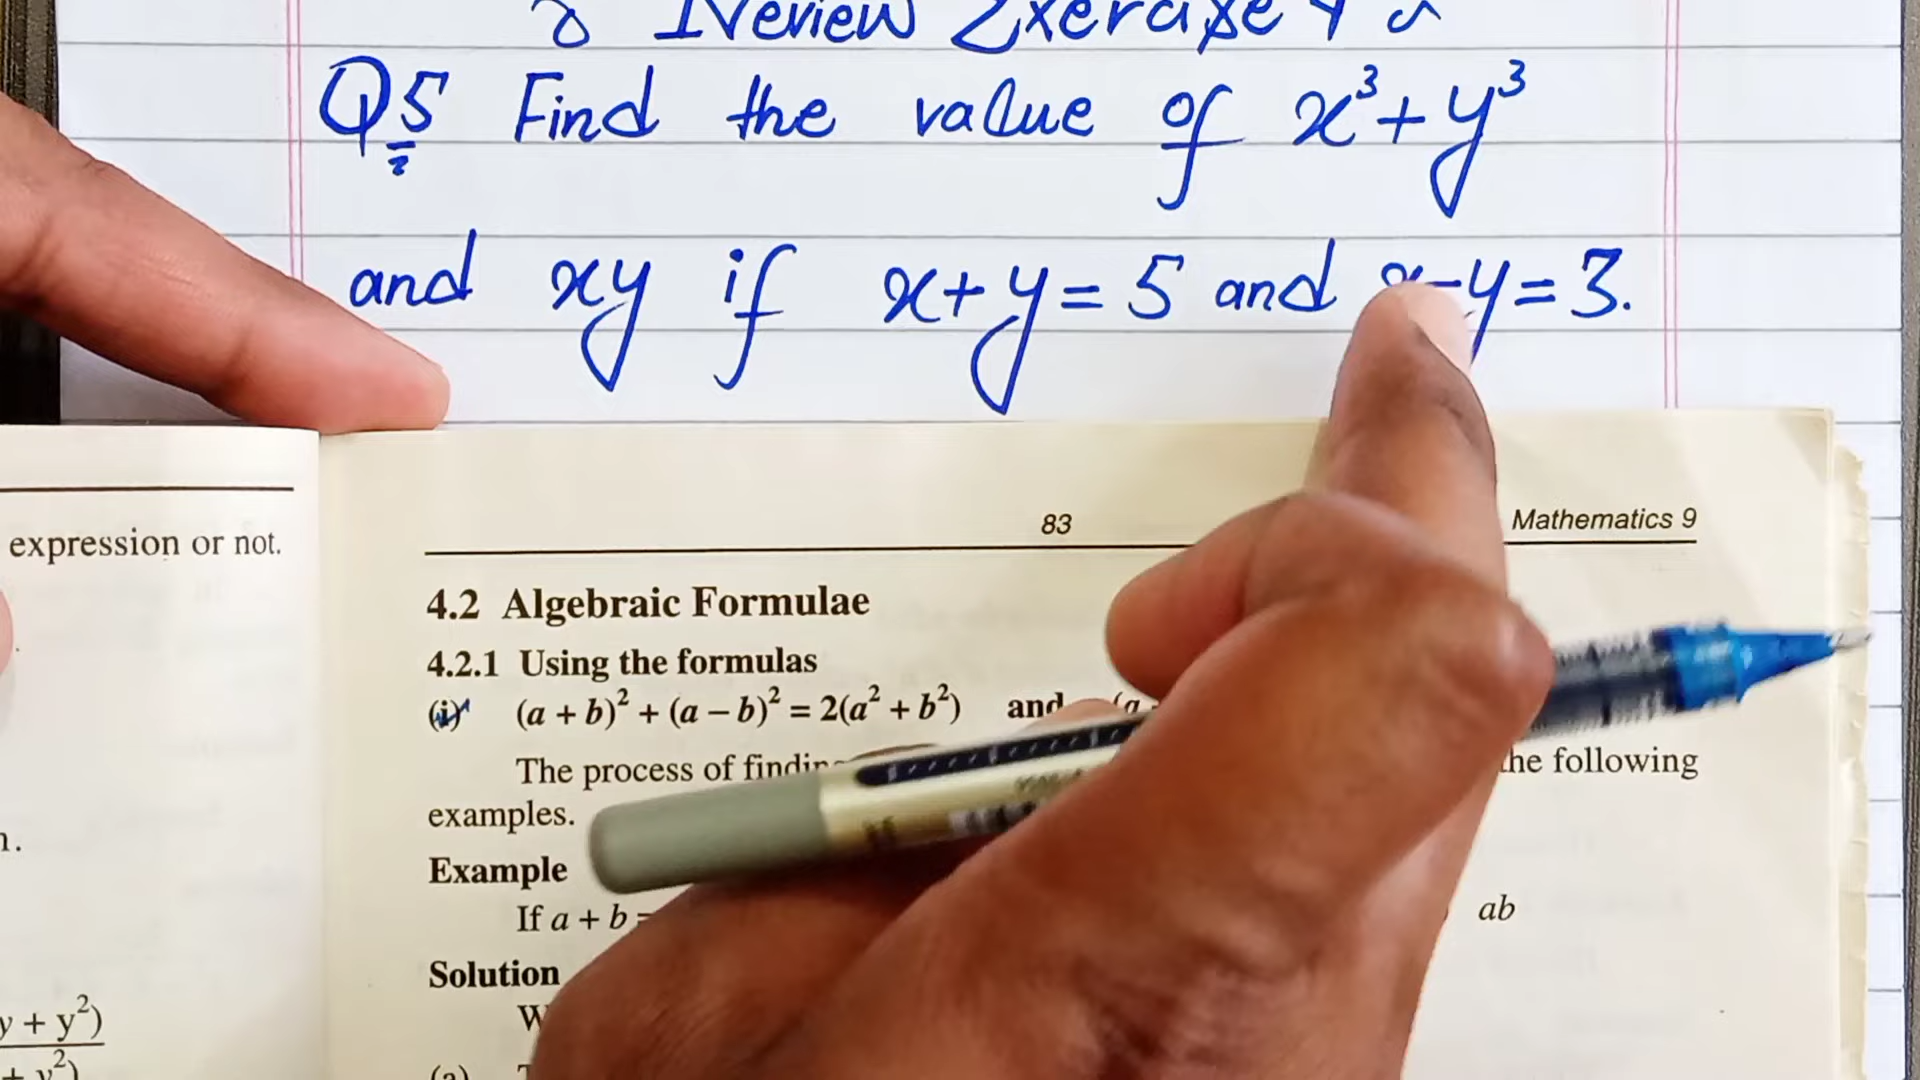 Review Exercise 4
Q5 Find the value of x³ + y³
and xy if x + y = 5 and x - y = 3.
expression or not.
83
Mathematics 9
4.2 Algebraic Formulae
4.2.1 Using the formulas
(i) (a + b)² + (a – b)² = 2(a² + b²) and (a
The process of the following
examples.
Example
If a + b = ab
Solution
y + y²)
+ y²)
(a)